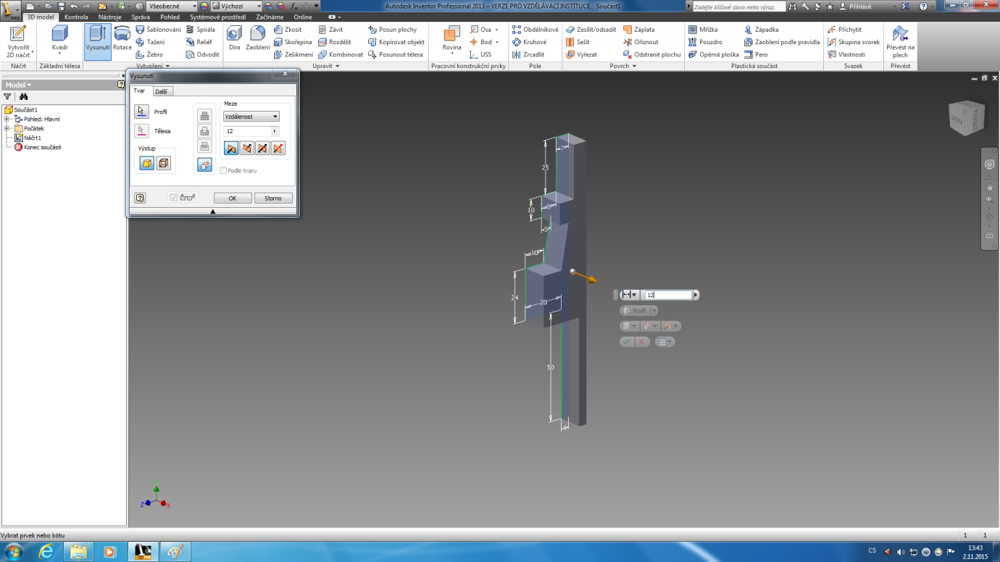 Všeobecné Výchozí Autodesk Inventor Professional 2013 – VERZE PRO VZDĚLÁVACÍ INSTITUCE Součást1 Zadejte klíčové slovo nebo výraz. Přihlásit
PRO 3D model Kontrola Nástroje Správa Pohled Systémové prostředí Začínáme Online
Vytvořit
2D náčrt
Kvádr
Vysunutí
Rotace
Šablonování
Tažení
Žebro
Spirála
Reliéf
Odvodit
Díra
Zaoblení
Zkosit
Skořepina
Zešikmení
Závit
Rozdělit
Kombinovat
Posun plochy
Kopírovat objekt
Posunout tělesa
Rovina
Osa
Bod
USS
Obdélníkové
Kruhové
Zrcadlit
Zesílit/odsadit
Sešít
Vyřezat
Záplata
Oříznout
Odstranit plochu
Mřížka
Pouzdro
Opěrná ploška
Západka
Zaoblení podle pravidla
Pero
Přichytit
Skupina svorek
Vlastnosti
Převést na
plech
Náčrt Základní tělesa Vytvoření Upravit Pracovní konstrukční prvky Pole Povrch Plastická součást Svazek Převést
Model
Součást1
Pohled: Hlavní
Počátek
Náčrt1
Konec součásti
Vysunutí
Tvar Další
Profil
Tělesa
Výstup
Meze
Vzdálenost
12
Podle tvaru
OK Storno
ZPRAVA
7
25
10
5
10
24
20
50
4
12
Profil
Y
Z X
Vybrat prvek nebo kótu 1 1
PRO
CS 13:43
2.11.2015